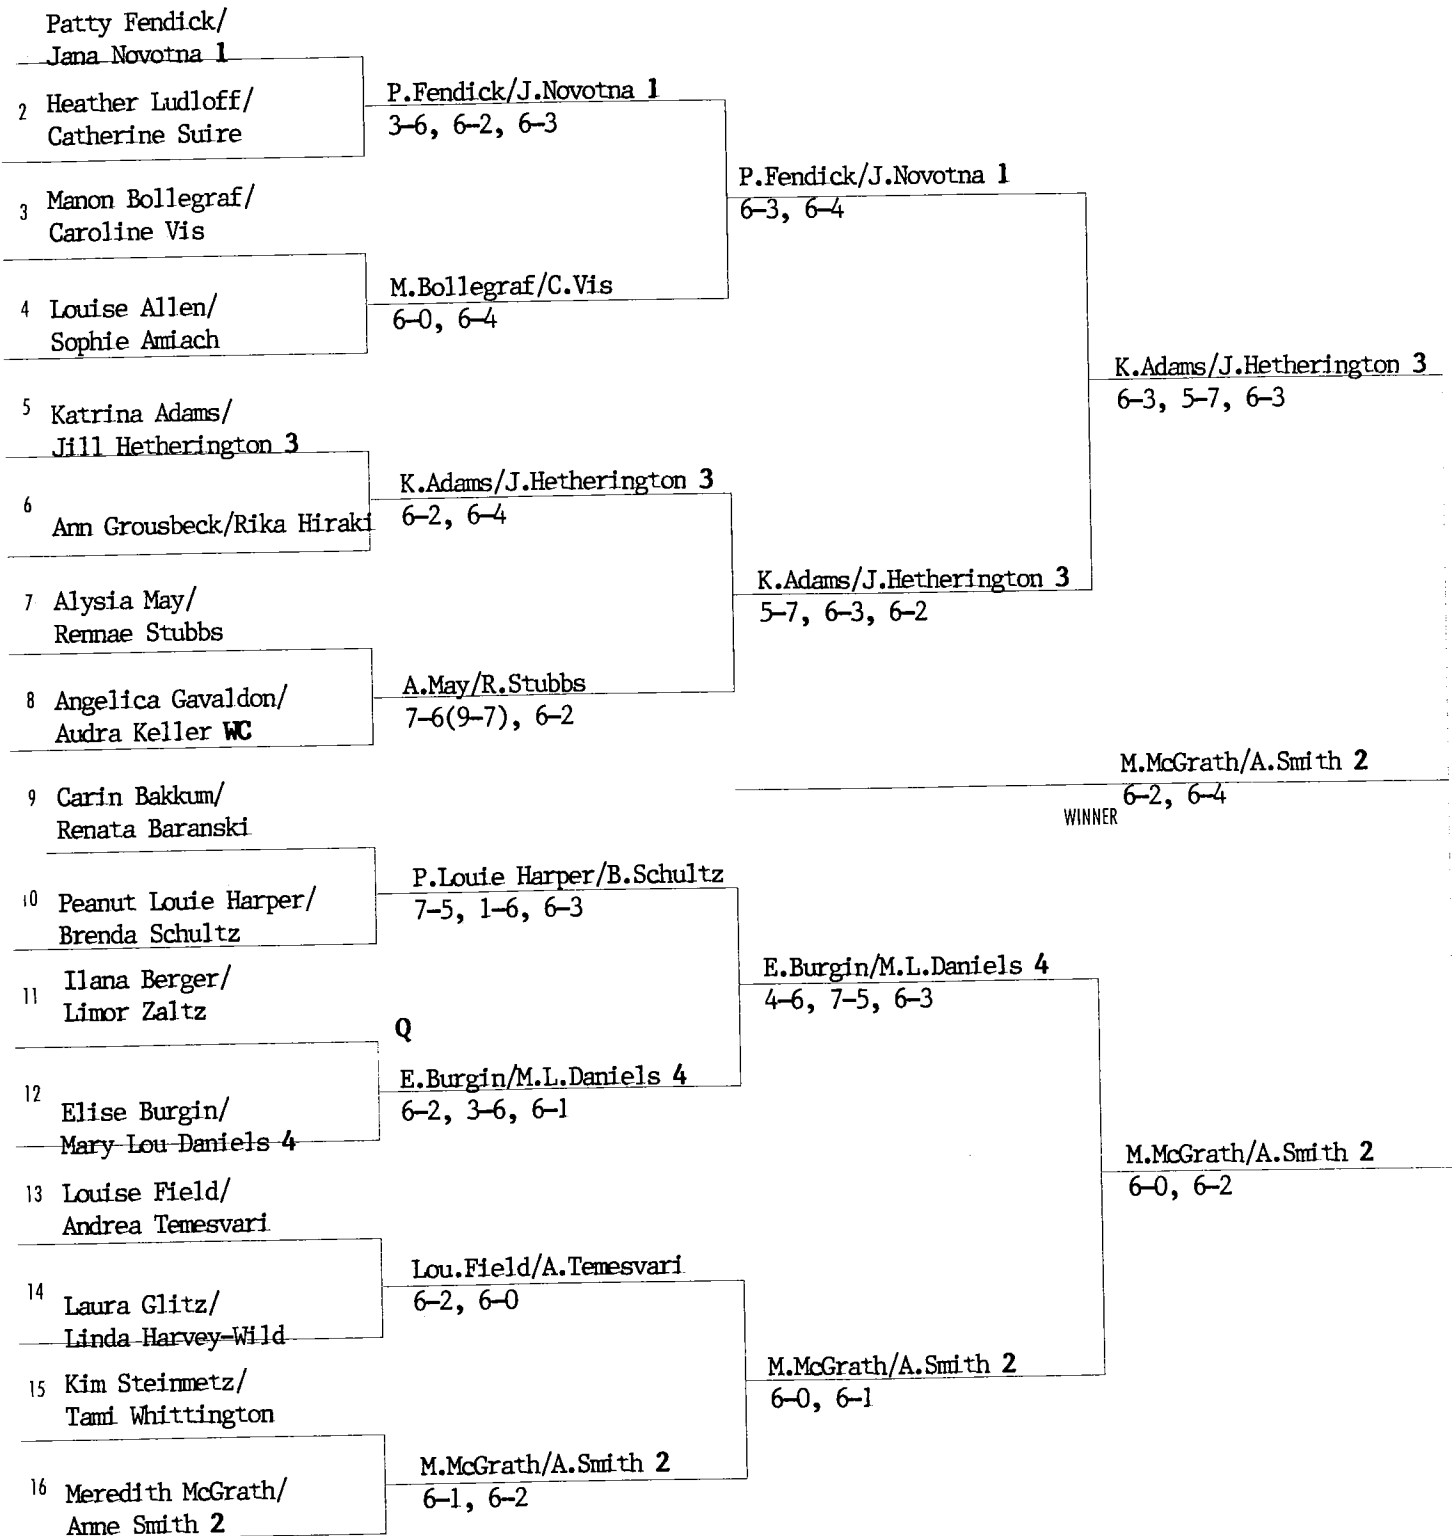 Patty Fendick/
Jana Novotna 1
2 Heather Ludloff/
Catherine Suire
3 Manon Bollegraf/
Caroline Vis
4 Louise Allen/
Sophie Amiach
5 Katrina Adams/
Jill Hetherington 3
6 Ann Grousbeck/Rika Hiraki
7 Alysia May/
Rennae Stubbs
8 Angelica Gavaldon/
Audra Keller WC
9 Carin Bakkum/
Renata Baranski
10 Peanut Louie Harper/
Brenda Schultz
11 Ilana Berger/
Limor Zaltz
Q
12 Elise Burgin/
Mary Lou Daniels 4
13 Louise Field/
Andrea Temesvari
14 Laura Glitz/
Linda Harvey-Wild
15 Kim Steinmetz/
Tami Whittington
16 Meredith McGrath/
Anne Smith 2
P.Fendick/J.Novotna 1
3-6, 6-2, 6-3
M.Bollegraf/C.Vis
6-0, 6-4
K.Adams/J.Hetherington 3
6-2, 6-4
A.May/R.Stubbs
7-6(9-7), 6-2
P.Louie Harper/B.Schultz
7-5, 1-6, 6-3
E.Burgin/M.L.Daniels 4
6-2, 3-6, 6-1
Lou.Field/A.Temesvari
6-2, 6-0
M.McGrath/A.Smith 2
6-1, 6-2
P.Fendick/J.Novotna 1
6-3, 6-4
K.Adams/J.Hetherington 3
5-7, 6-3, 6-2
E.Burgin/M.L.Daniels 4
4-6, 7-5, 6-3
M.McGrath/A.Smith 2
6-0, 6-1
K.Adams/J.Hetherington 3
6-3, 5-7, 6-3
M.McGrath/A.Smith 2
6-0, 6-2
M.McGrath/A.Smith 2
6-2, 6-4
WINNER